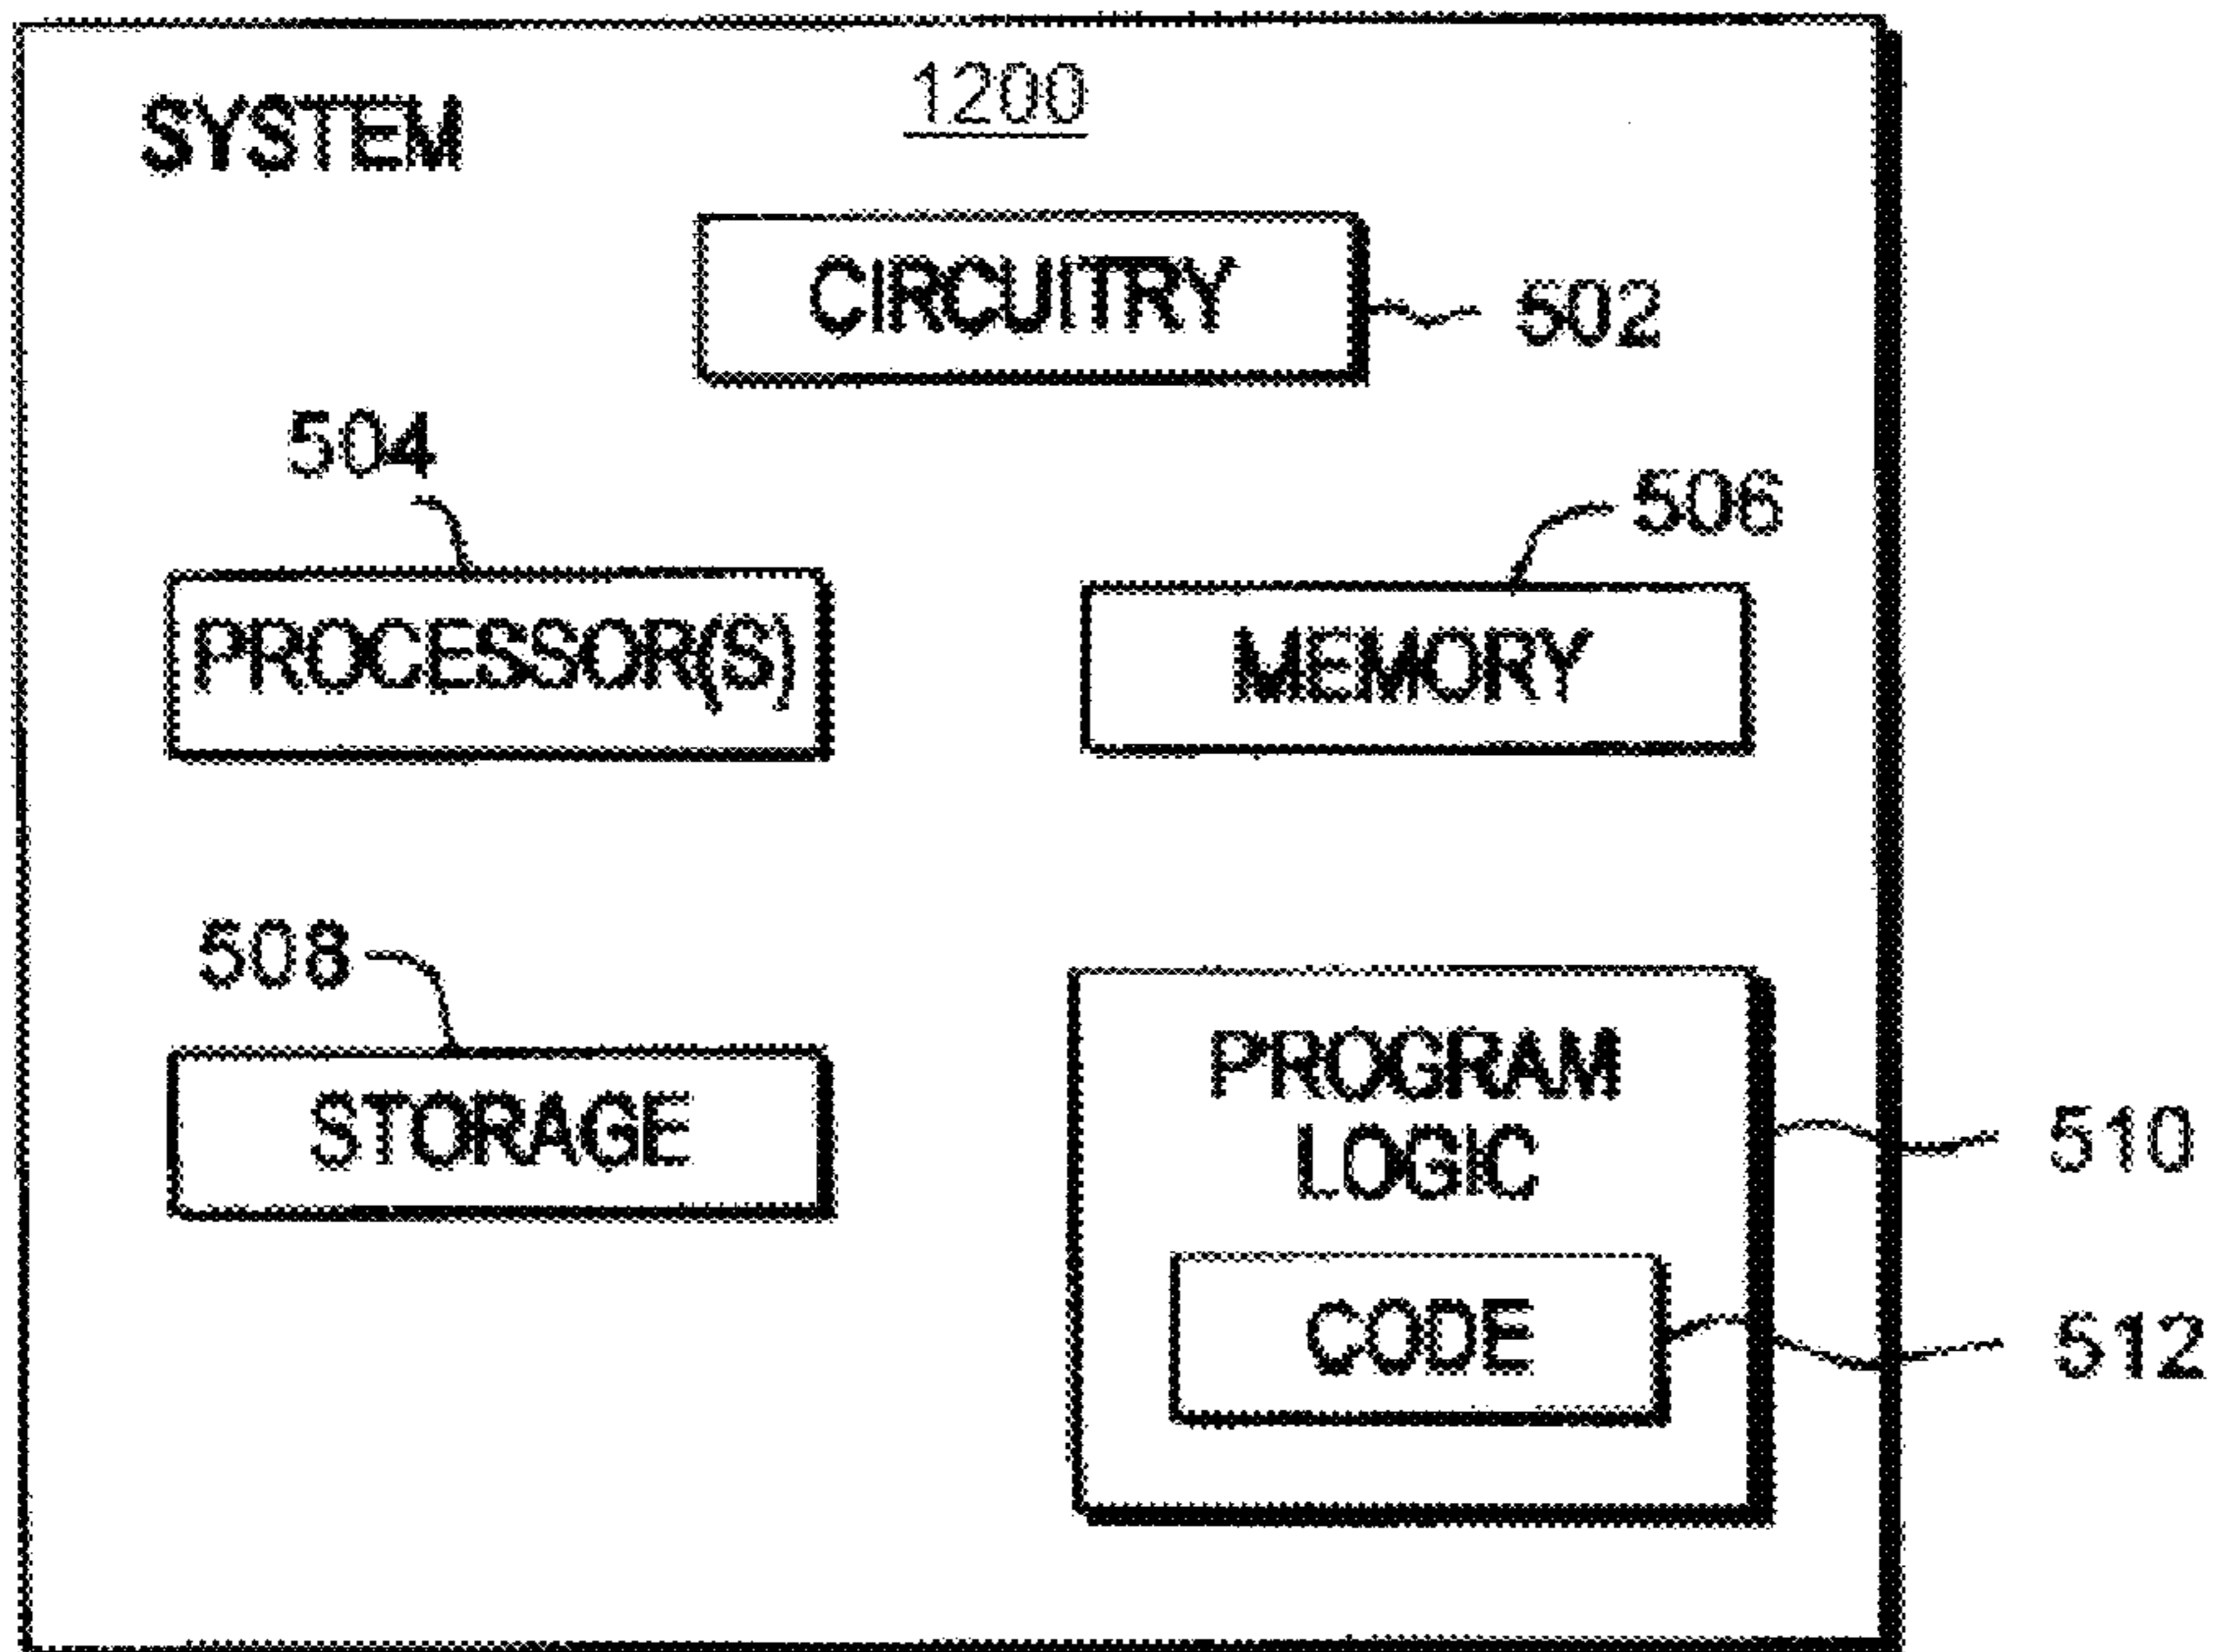 1200
SYSTEM
CIRCUITRY
502
504
506
PROCESSOR(S)
MEMORY
508
STORAGE
PROGRAM
LOGIC
510
CODE
512